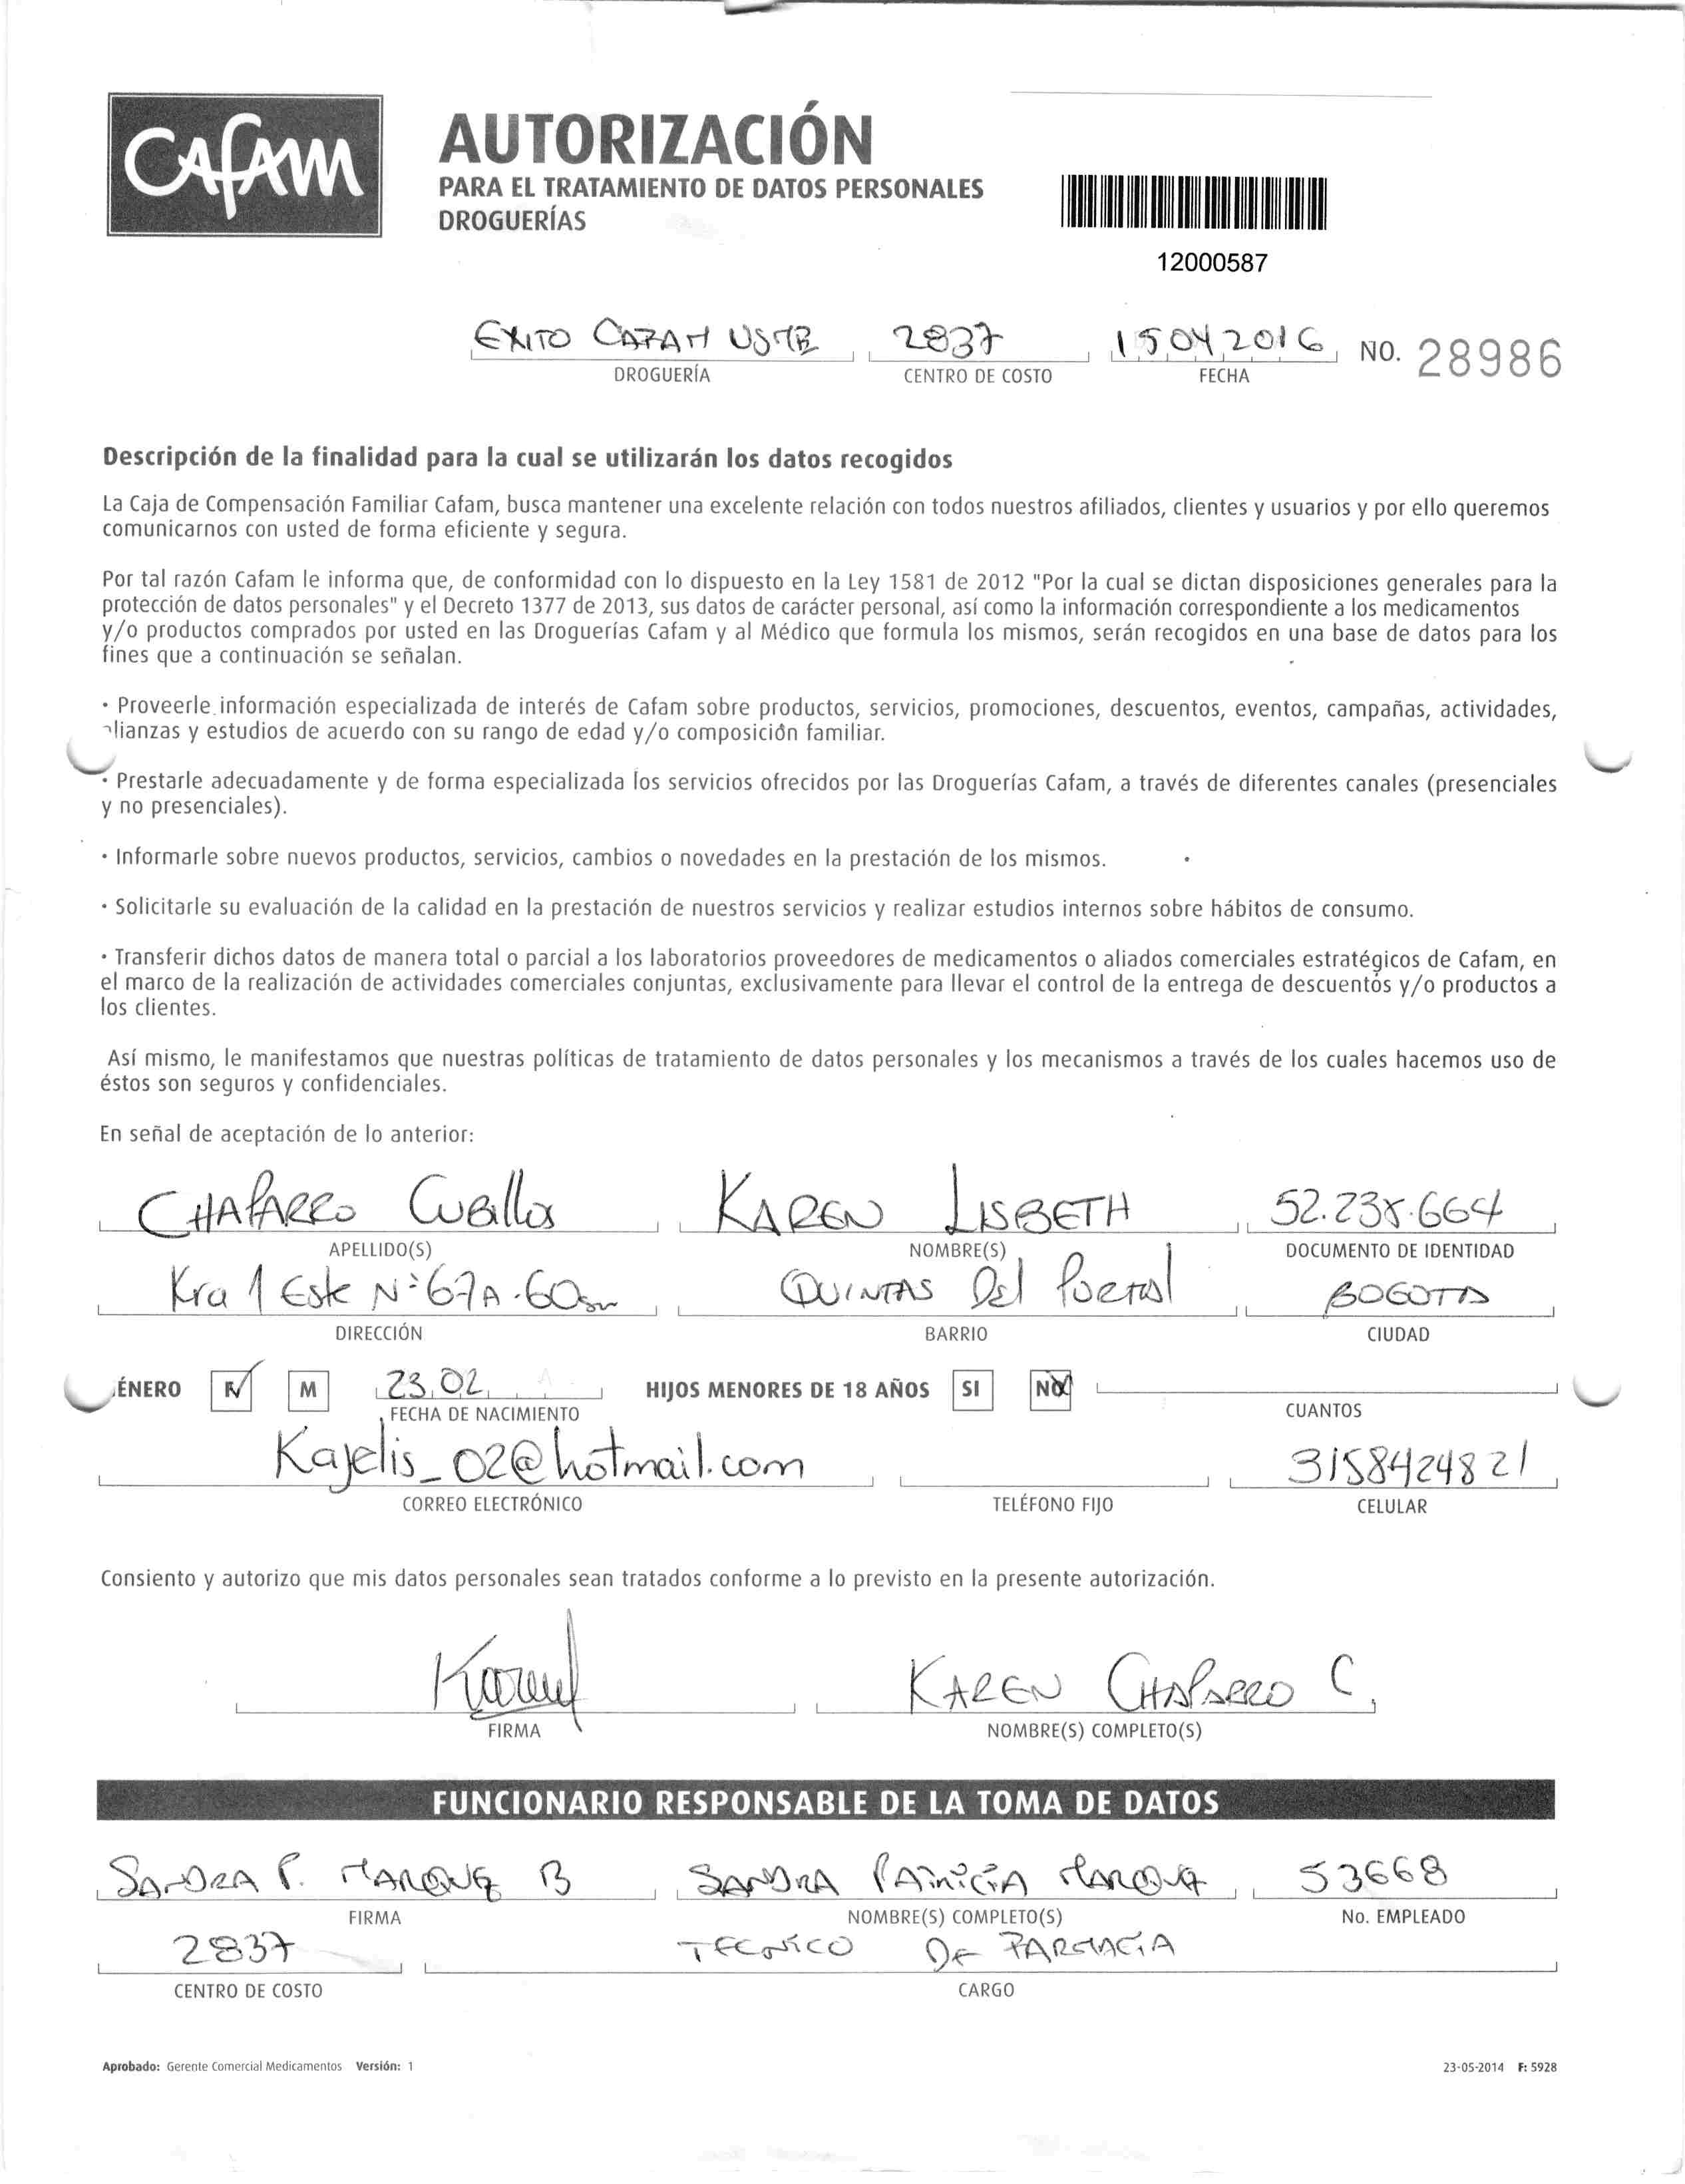 CAFAM
AUTORIZACIÓN
PARA EL TRATAMIENTO DE DATOS PERSONALES
DROGUERÍAS
12000587
EXITO CAFAM 2837 15042016 NO. 28986
DROGUERÍA CENTRO DE COSTO FECHA
Descripción de la finalidad para la cual se utilizarán los datos recogidos
La Caja de Compensación Familiar Cafam, busca mantener una excelente relación con todos nuestros afiliados, clientes y usuarios y por ello queremos
comunicarnos con usted de forma eficiente y segura.
Por tal razón Cafam le informa que, de conformidad con lo dispuesto en la Ley 1581 de 2012 "Por la cual se dictan disposiciones generales para la
protección de datos personales" y el Decreto 1377 de 2013, sus datos de carácter personal, así como la información correspondiente a los medicamentos
y/o productos comprados por usted en las Droguerías Cafam y al Médico que formula los mismos, serán recogidos en una base de datos para los
fines que a continuación se señalan.
· Proveerle información especializada de interés de Cafam sobre productos, servicios, promociones, descuentos, eventos, campañas, actividades,
alianzas y estudios de acuerdo con su rango de edad y/o composición familiar.
· Prestarle adecuadamente y de forma especializada los servicios ofrecidos por las Droguerías Cafam, a través de diferentes canales (presenciales
y no presenciales).
· Informarle sobre nuevos productos, servicios, cambios o novedades en la prestación de los mismos.
· Solicitarle su evaluación de la calidad en la prestación de nuestros servicios y realizar estudios internos sobre hábitos de consumo.
· Transferir dichos datos de manera total o parcial a los laboratorios proveedores de medicamentos o aliados comerciales estratégicos de Cafam, en
el marco de la realización de actividades comerciales conjuntas, exclusivamente para llevar el control de la entrega de descuentos y/o productos a
los clientes.
Así mismo, le manifestamos que nuestras políticas de tratamiento de datos personales y los mecanismos a través de los cuales hacemos uso de
éstos son seguros y confidenciales.
En señal de aceptación de lo anterior:
CHAPARRO Cubillos KAREN LISBETH 52.238.664
APELLIDO(S) NOMBRE(S) DOCUMENTO DE IDENTIDAD
Kra 1 Este Nº 67A-60 sur QUINTAS Del Portal BOGOTA
DIRECCIÓN BARRIO CIUDAD
ÉNERO F M 23.02 HIJOS MENORES DE 18 AÑOS SI NO
FECHA DE NACIMIENTO CUANTOS
Kajelis_02@hotmail.com 3158424821
CORREO ELECTRÓNICO TELÉFONO FIJO CELULAR
Consiento y autorizo que mis datos personales sean tratados conforme a lo previsto en la presente autorización.
KAREN CHAPARRO C.
FIRMA NOMBRE(S) COMPLETO(S)
FUNCIONARIO RESPONSABLE DE LA TOMA DE DATOS
SANDRA P. B SANDRA PATRICIA 53668
FIRMA NOMBRE(S) COMPLETO(S) No. EMPLEADO
2837 TECNICO DE FARMACIA
CENTRO DE COSTO CARGO
Aprobado: Gerente Comercial Medicamentos Versión: 1 23-05-2014 F: 5928